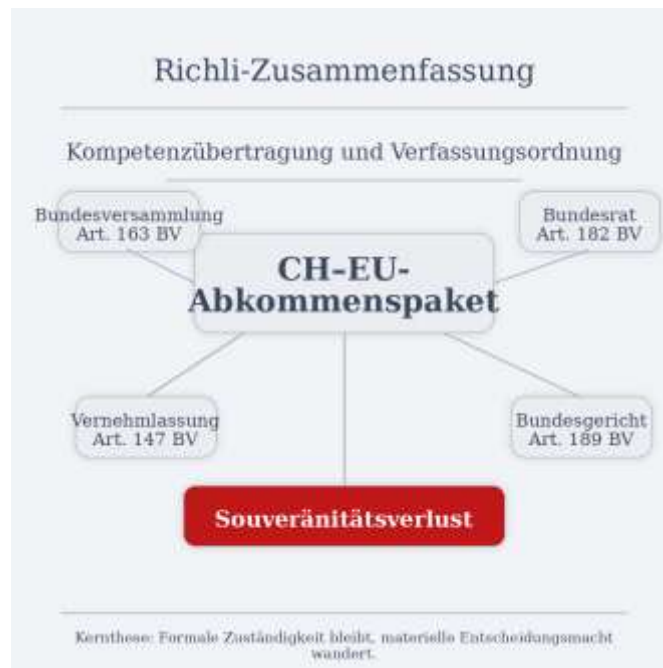 Richli-Zusammenfassung
Kompetenzübertragung und Verfassungsordnung
Bundesversammlung
Art. 163 BV
Bundesrat
Art. 182 BV
CH–EU-
Abkommenspaket
Vernehmlassung
Art. 147 BV
Bundesgericht
Art. 189 BV
Souveränitätsverlust
Kernthese: Formale Zuständigkeit bleibt, materielle Entscheidungsmacht
wandert.